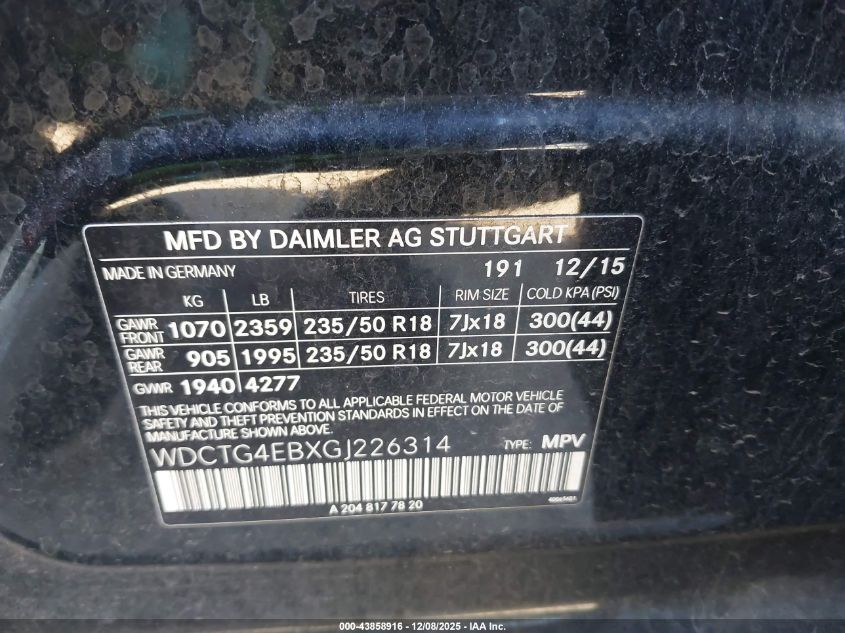 MFD BY DAIMLER AG STUTTGART
MADE IN GERMANY 191 12/15
KG LB TIRES RIM SIZE COLD KPA (PSI)
GAWR FRONT 1070 2359 235/50 R18 7Jx18 300(44)
GAWR REAR 905 1995 235/50 R18 7Jx18 300(44)
GVWR 1940 4277
THIS VEHICLE CONFORMS TO ALL APPLICABLE FEDERAL MOTOR VEHICLE
SAFETY AND THEFT PREVENTION STANDARDS IN EFFECT ON THE DATE OF
MANUFACTURE SHOWN ABOVE.
WDCTG4EBXGJ226314 TYPE: MPV
A 204 817 78 20
000-43858916 - 12/08/2025 - IAA Inc.